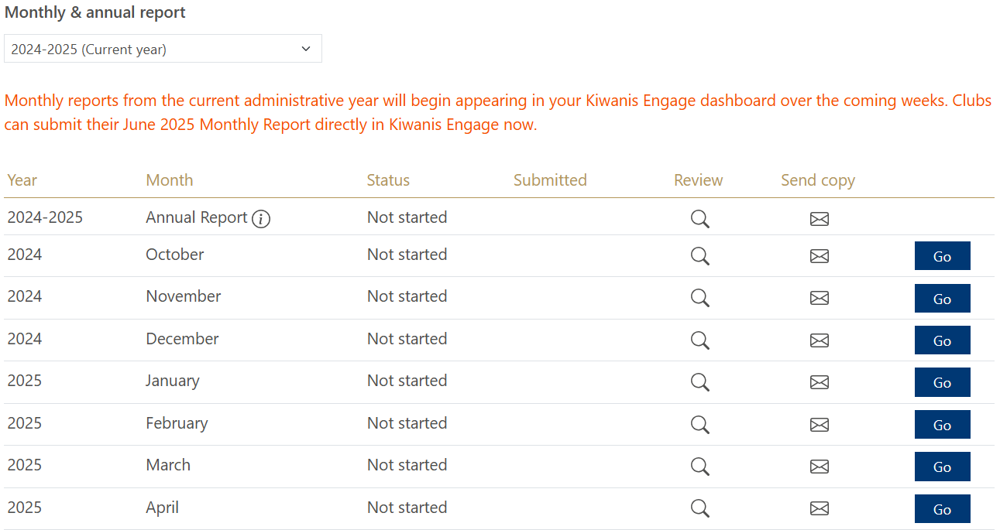 Monthly & annual report
2024-2025 (Current year)
Monthly reports from the current administrative year will begin appearing in your Kiwanis Engage dashboard over the coming weeks. Clubs
can submit their June 2025 Monthly Report directly in Kiwanis Engage now.
Year Month Status Submitted Review Send copy
2024-2025 Annual Report i Not started
2024 October Not started Go
2024 November Not started Go
2024 December Not started Go
2025 January Not started Go
2025 February Not started Go
2025 March Not started Go
2025 April Not started Go